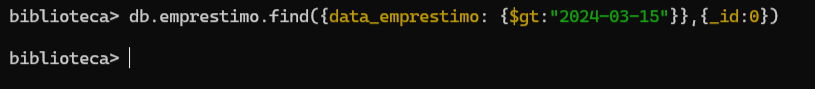 biblioteca> db.emprestimo.find({data_emprestimo: {$gt:"2024-03-15"}},{_id:0})
biblioteca>